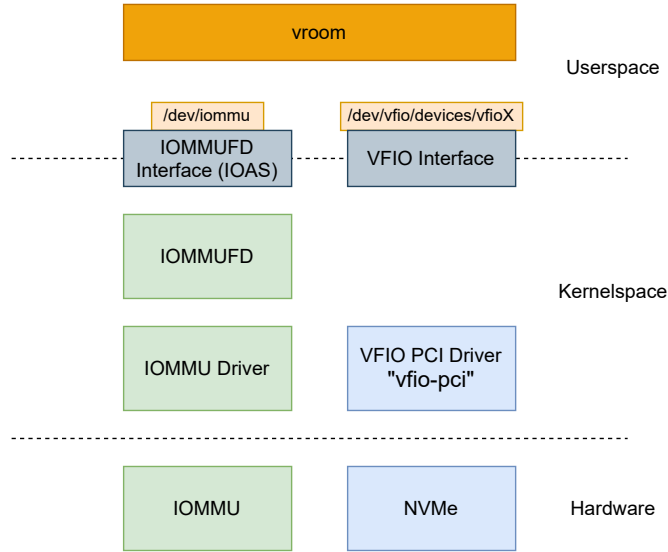 vroom
Userspace
/dev/iommu
/dev/vfio/devices/vfioX
IOMMUFD
Interface (IOAS)
VFIO Interface
IOMMUFD
Kernelspace
IOMMU Driver
VFIO PCI Driver
"vfio-pci"
IOMMU
NVMe
Hardware